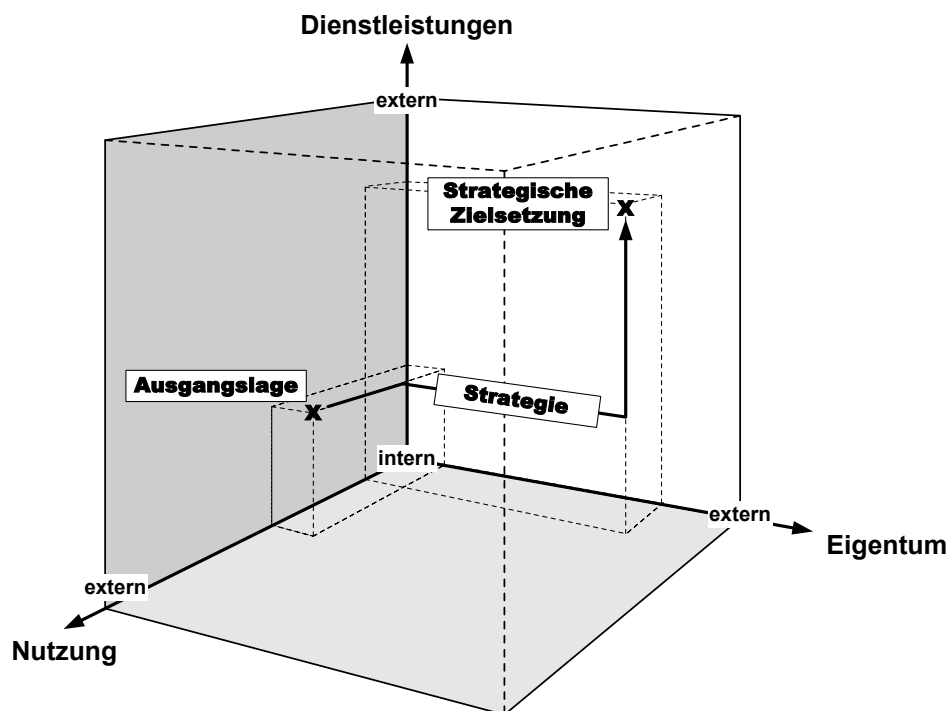 Dienstleistungen
extern
Strategische
Zielsetzung
X
Ausgangslage
X
Strategie
intern
extern
Eigentum
extern
Nutzung